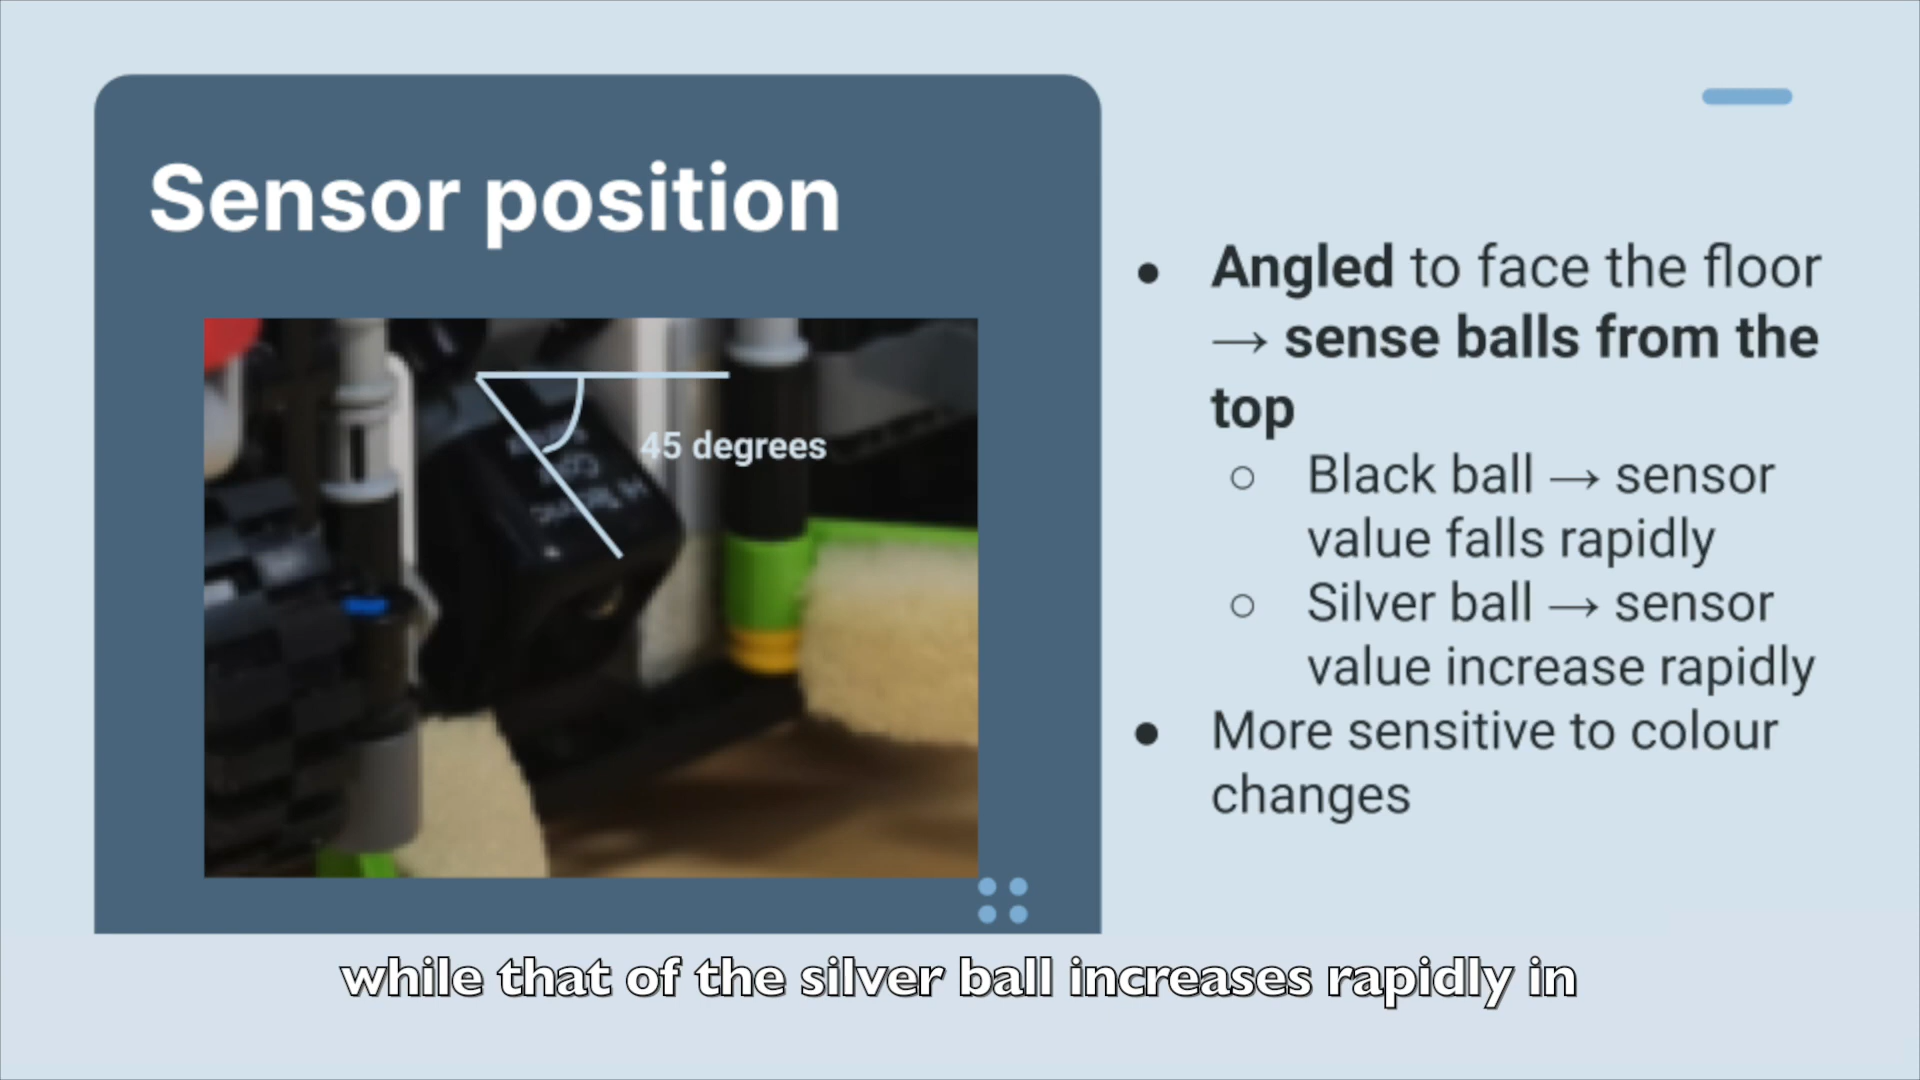 Sensor position
45 degrees
● Angled to face the floor
→ sense balls from the
top
○ Black ball → sensor
value falls rapidly
○ Silver ball → sensor
value increase rapidly
● More sensitive to colour
changes
while that of the silver ball increases rapidly in